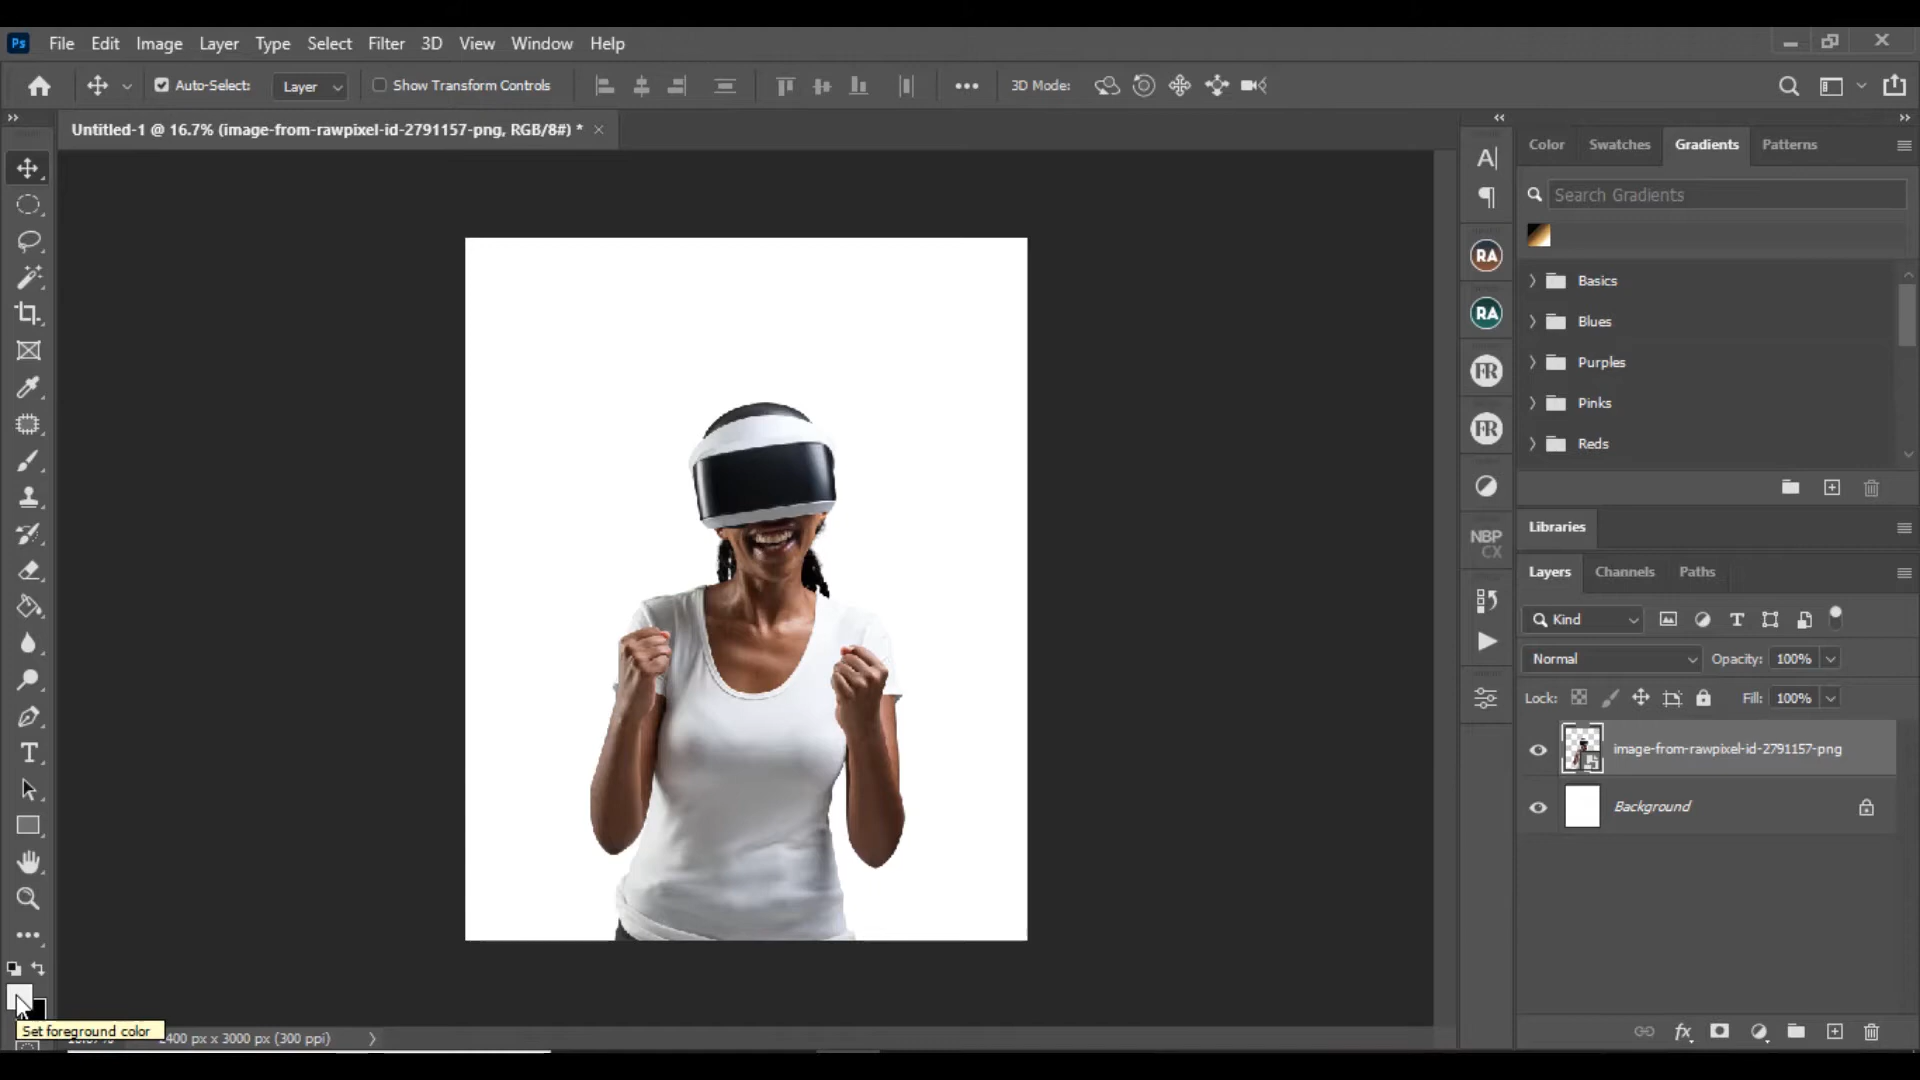 Ps File Edit Image Layer Type Select Filter 3D View Window Help
Auto-Select: Layer Show Transform Controls 3D Mode:
Untitled-1 @ 16.7% (image-from-rawpixel-id-2791157-png, RGB/8#) *
Color Swatches Gradients Patterns
Search Gradients
Basics
Blues
Purples
Pinks
Reds
RA
RA
FR
FR
NBP
CX
Libraries
Layers Channels Paths
Kind
Normal Opacity: 100%
Lock: Fill: 100%
image-from-rawpixel-id-2791157-png
Background
Set foreground color
2400 px x 3000 px (300 ppi)